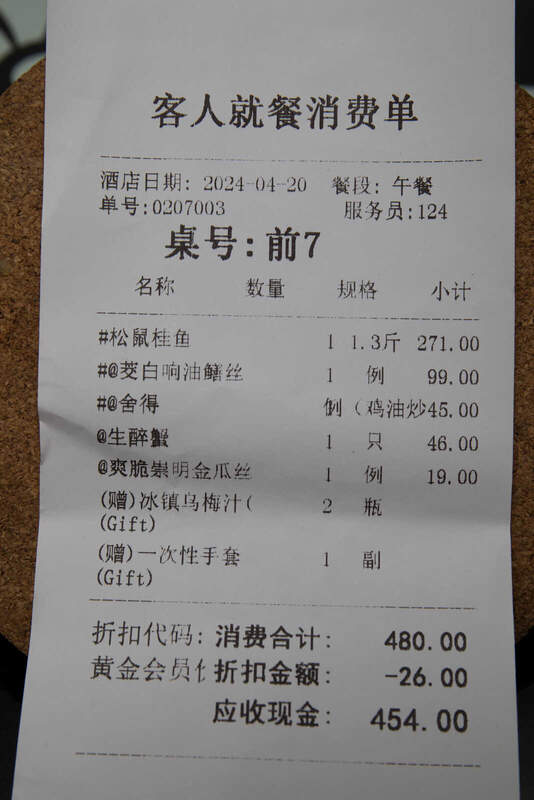 客人就餐消费单
酒店日期: 2024-04-20 餐段: 午餐
单号:0207003 服务员:124
桌号:前7
名称 数量 规格 小计
#松鼠桂鱼 1 1.3斤 271.00
#@茭白响油鳝丝 1 例 99.00
#@舍得 例（鸡油炒45.00
@生醉蟹 1 只 46.00
@爽脆崇明金瓜丝 1 例 19.00
(赠)冰镇乌梅汁( 2 瓶
(Gift)
(赠)一次性手套 1 副
(Gift)
折扣代码: 消费合计: 480.00
黄金会员 折扣金额: -26.00
应收现金: 454.00